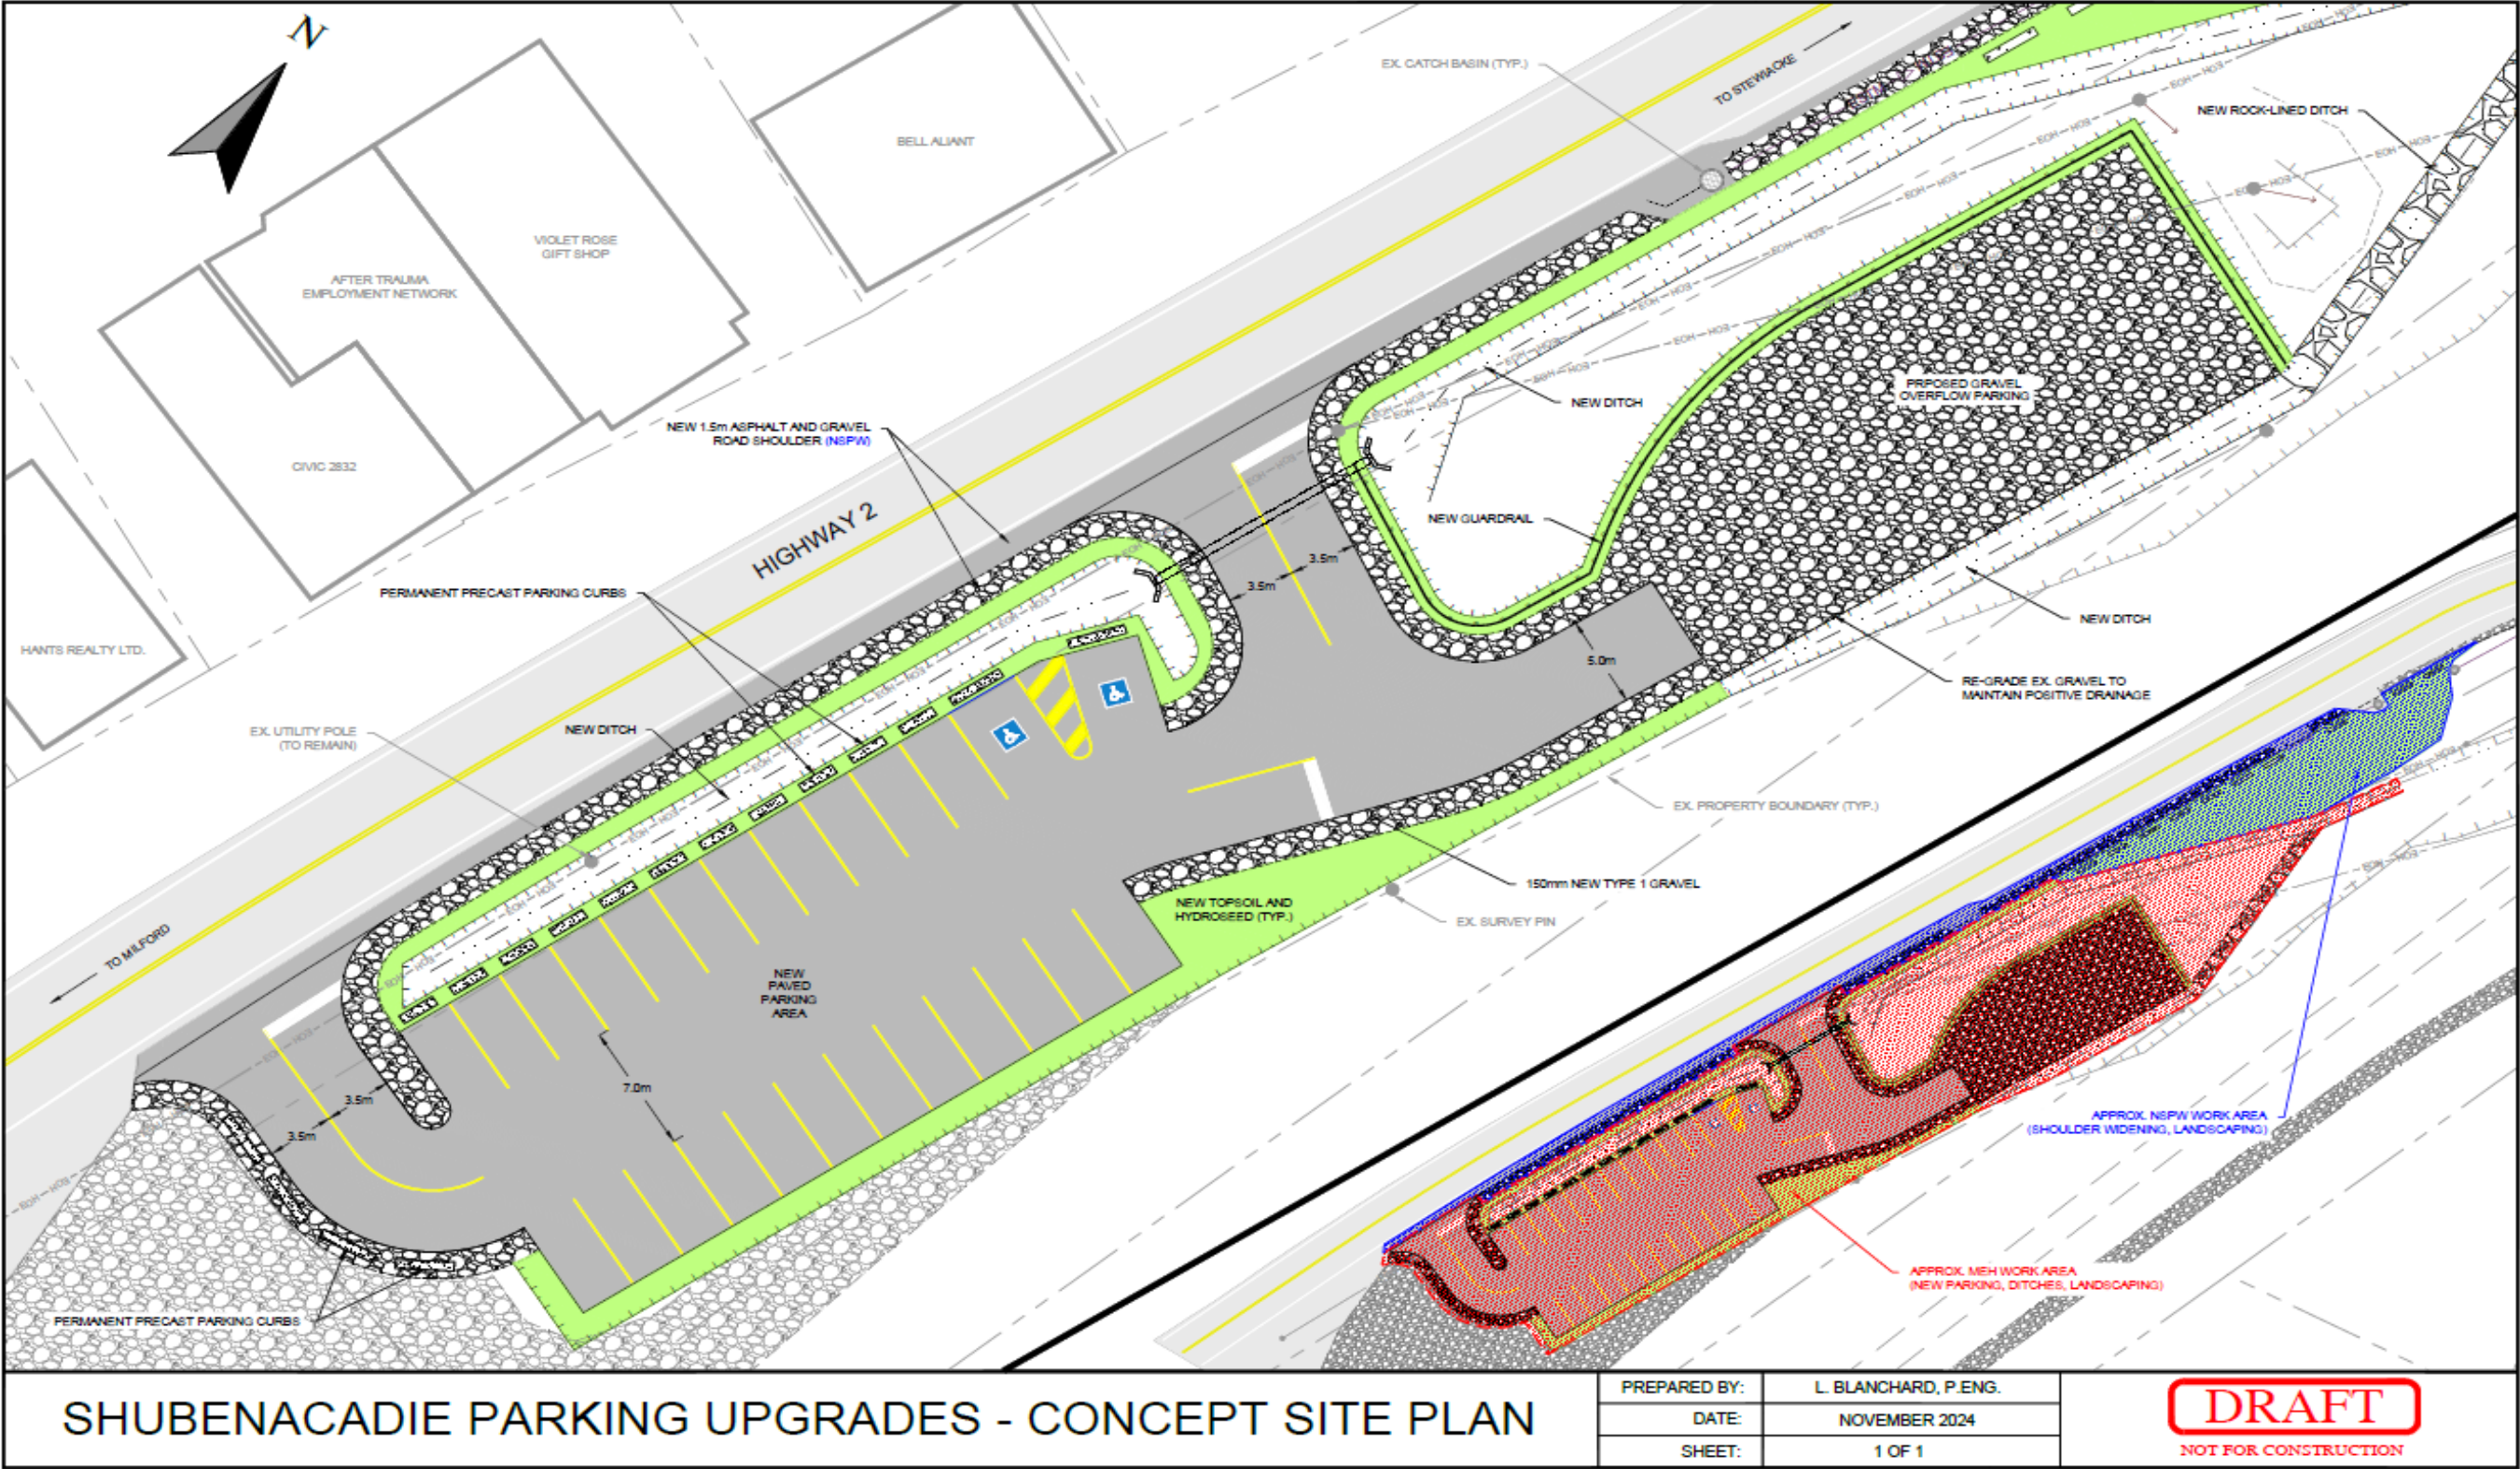 N
EX. CATCH BASIN (TYP.)
TO STEWIACKE
NEW ROCK-LINED DITCH
BELL ALIANT
VIOLET ROSE
GIFT SHOP
AFTER TRAUMA
EMPLOYMENT NETWORK
CIVIC 2832
HANTS REALTY LTD.
PRPOSED GRAVEL
OVERFLOW PARKING
NEW DITCH
NEW 1.5m ASPHALT AND GRAVEL
ROAD SHOULDER (NSPW)
HIGHWAY 2
NEW GUARDRAIL
3.5m
3.5m
PERMANENT PRECAST PARKING CURBS
NEW DITCH
5.0m
RE-GRADE EX. GRAVEL TO
MAINTAIN POSITIVE DRAINAGE
EX. UTILITY POLE
(TO REMAIN)
NEW DITCH
EX. PROPERTY BOUNDARY (TYP.)
150mm NEW TYPE 1 GRAVEL
NEW TOPSOIL AND
HYDROSEED (TYP.)
EX. SURVEY PIN
TO MILFORD
NEW
PAVED
PARKING
AREA
7.0m
3.5m
3.5m
APPROX. NSPW WORK AREA
(SHOULDER WIDENING, LANDSCAPING)
APPROX. MEH WORK AREA
(NEW PARKING, DITCHES, LANDSCAPING)
PERMANENT PRECAST PARKING CURBS
EOH
SHUBENACADIE PARKING UPGRADES - CONCEPT SITE PLAN
PREPARED BY: L. BLANCHARD, P.ENG.
DATE: NOVEMBER 2024
SHEET: 1 OF 1
DRAFT
NOT FOR CONSTRUCTION